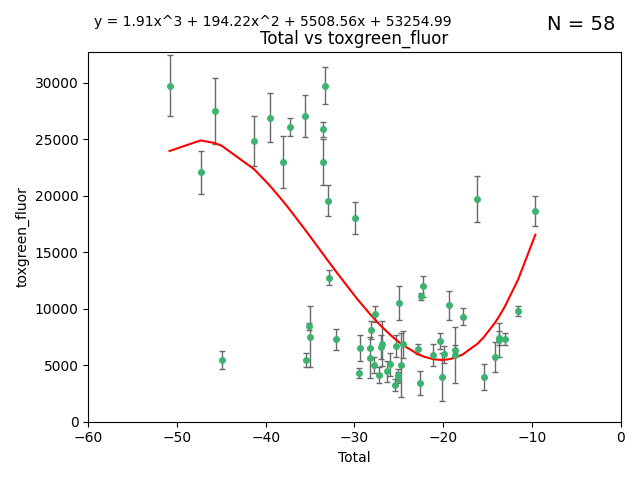 y = 1.91x^3 + 194.22x^2 + 5508.56x + 53254.99
N = 58
Total vs toxgreen_fluor
30000
25000
20000
15000
10000
5000
0
toxgreen_fluor
−60 −50 −40 −30 −20 −10 0
Total